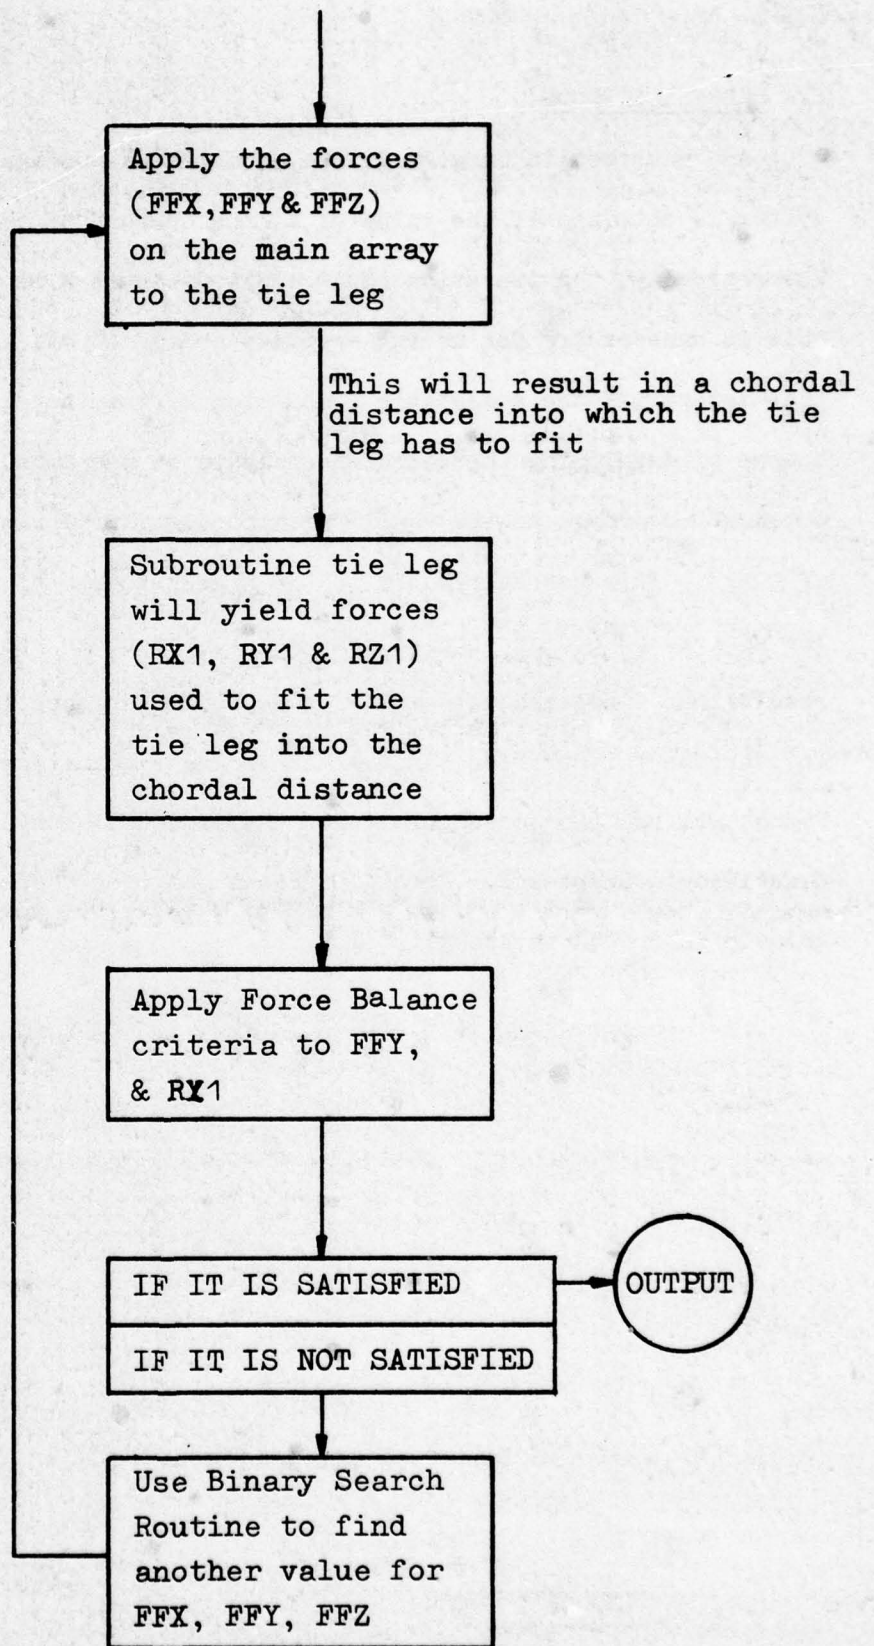 Apply the forces
(FFX,FFY & FFZ)
on the main array
to the tie leg
This will result in a chordal
distance into which the tie
leg has to fit
Subroutine tie leg
will yield forces
(RX1, RY1 & RZ1)
used to fit the
tie leg into the
chordal distance
Apply Force Balance
criteria to FFY,
&
IF IT IS SATISFIED
OUTPUT
IF IT IS NOT SATISFIED
Use Binary Search
Routine to find
another value for
FFX, FFY, FFZ